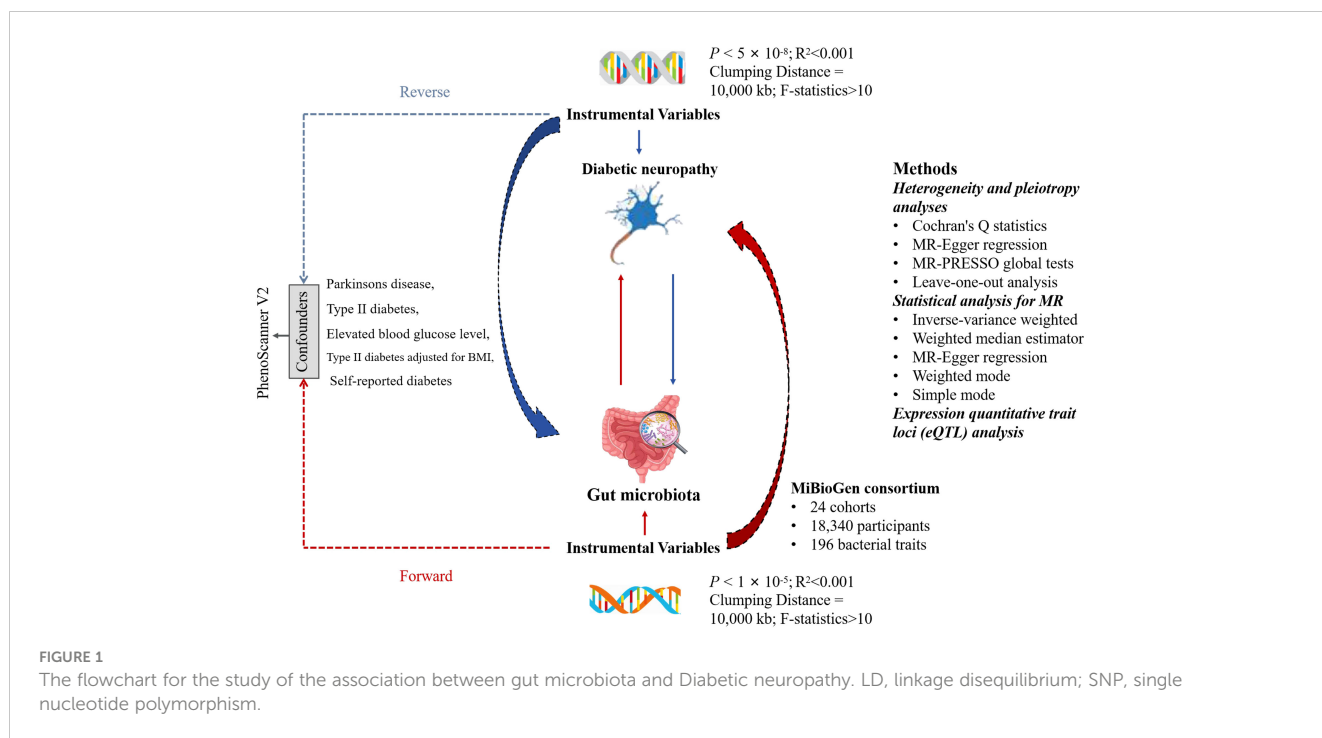 P < 5 × 10-8; R2<0.001
Clumping Distance =
10,000 kb; F-statistics>10
Reverse
Instrumental Variables
Diabetic neuropathy
Methods
Heterogeneity and pleiotropy
analyses
• Cochran's Q statistics
• MR-Egger regression
• MR-PRESSO global tests
• Leave-one-out analysis
Statistical analysis for MR
• Inverse-variance weighted
• Weighted median estimator
• MR-Egger regression
• Weighted mode
• Simple mode
Expression quantitative trait
loci (eQTL) analysis
PhenoScanner V2
Confounders
Parkinsons disease,
Type II diabetes,
Elevated blood glucose level,
Type II diabetes adjusted for BMI,
Self-reported diabetes
Gut microbiota
MiBioGen consortium
• 24 cohorts
• 18,340 participants
• 196 bacterial traits
Instrumental Variables
Forward
P < 1 × 10-5; R2<0.001
Clumping Distance =
10,000 kb; F-statistics>10
FIGURE 1
The flowchart for the study of the association between gut microbiota and Diabetic neuropathy. LD, linkage disequilibrium; SNP, single
nucleotide polymorphism.